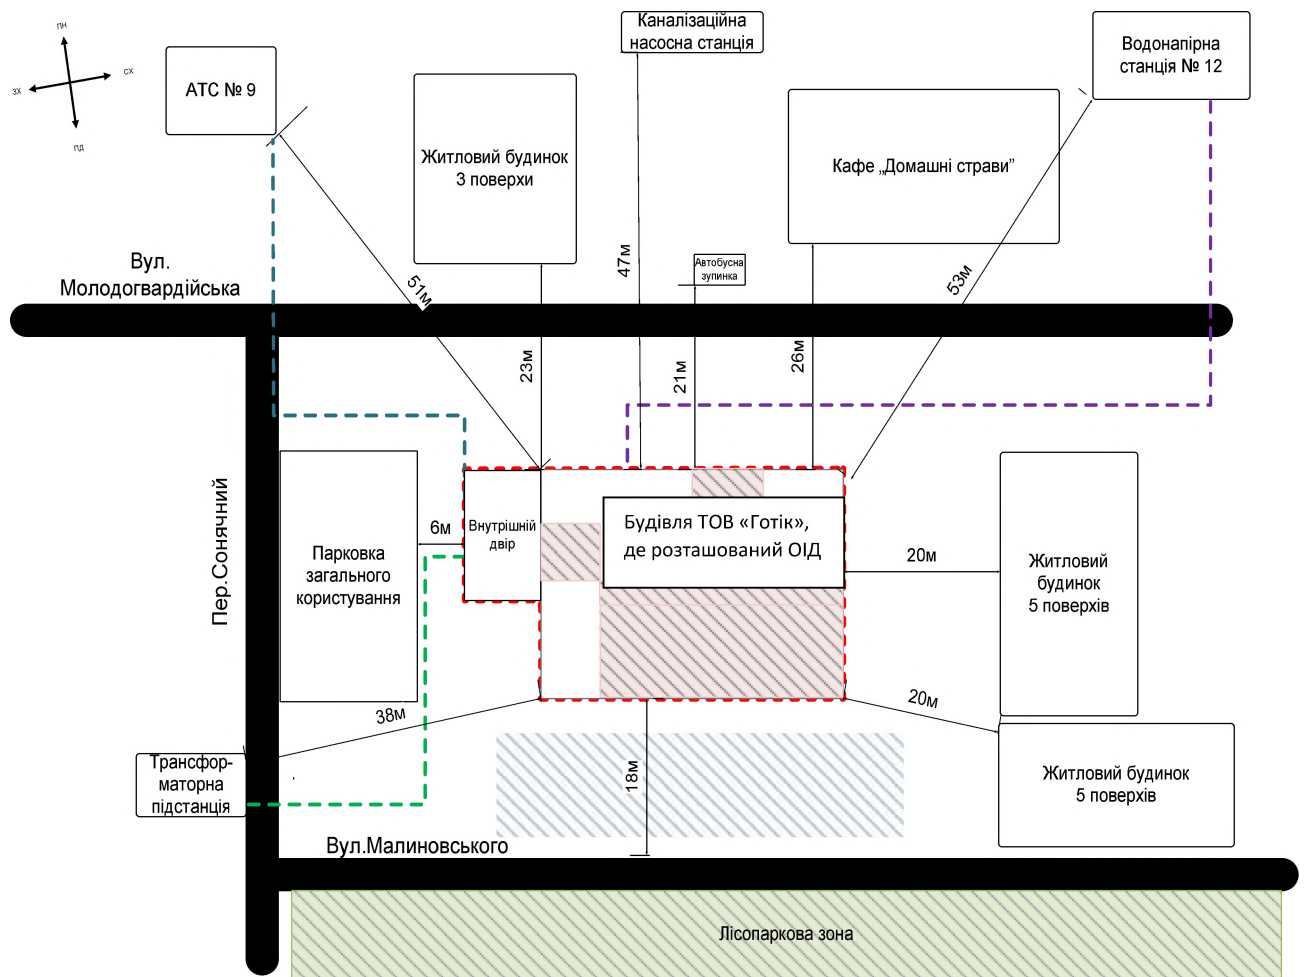 ПН
СХ
ЗХ
ПД
АТС № 9
Каналізаційна
насосна станція
Водонапірна
станція № 12
Житловий будинок
3 поверхи
Кафе „Домашні страви”
47м
Автобусна
зупинка
51м
53м
Вул.
Молодогвардійська
23м
21м
26м
Пер.Сонячний
6м
Внутрішній
двір
Будівля ТОВ «Готік»,
де розташований ОІД
20м
Парковка
загального
користування
Житловий
будинок
5 поверхів
38м
20м
Трансфор-
маторна
підстанція
18м
Житловий будинок
5 поверхів
Вул.Малиновського
Лісопаркова зона